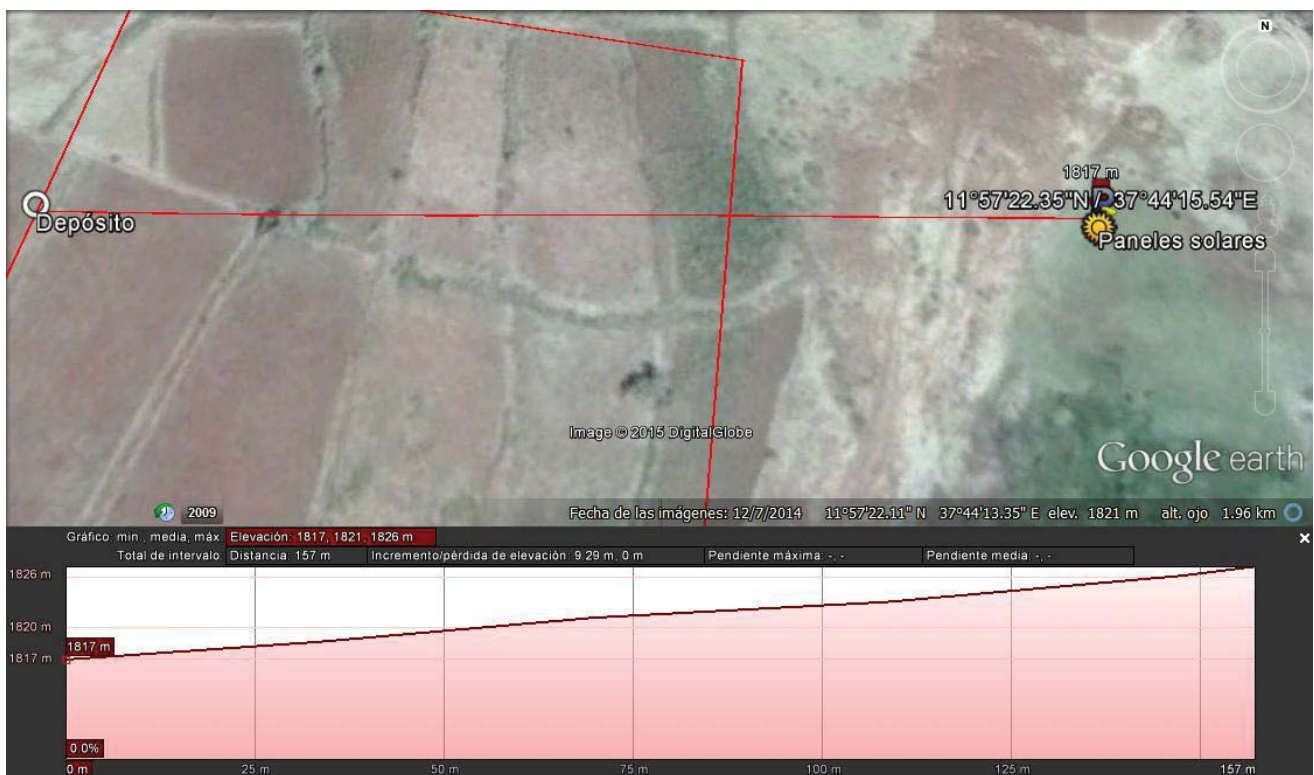 N
1817 m
11°57'22.35"N / 37°44'15.54"E
Depósito
Paneles solares
Image © 2015 DigitalGlobe
Google earth
2009
Fecha de las imágenes: 12/7/2014 11°57'22.11" N 37°44'13.35" E elev. 1821 m alt. ojo 1.96 km
Gráfico: mín., media, máx. Elevación: 1817, 1821, 1826 m
Total de intervalo: Distancia: 157 m Incremento/pérdida de elevación: 9.29 m, 0 m Pendiente máxima: -, - Pendiente media: -, -
1826 m
1820 m
1817 m
1817 m
0.0%
0 m 25 m 50 m 75 m 100 m 125 m 157 m